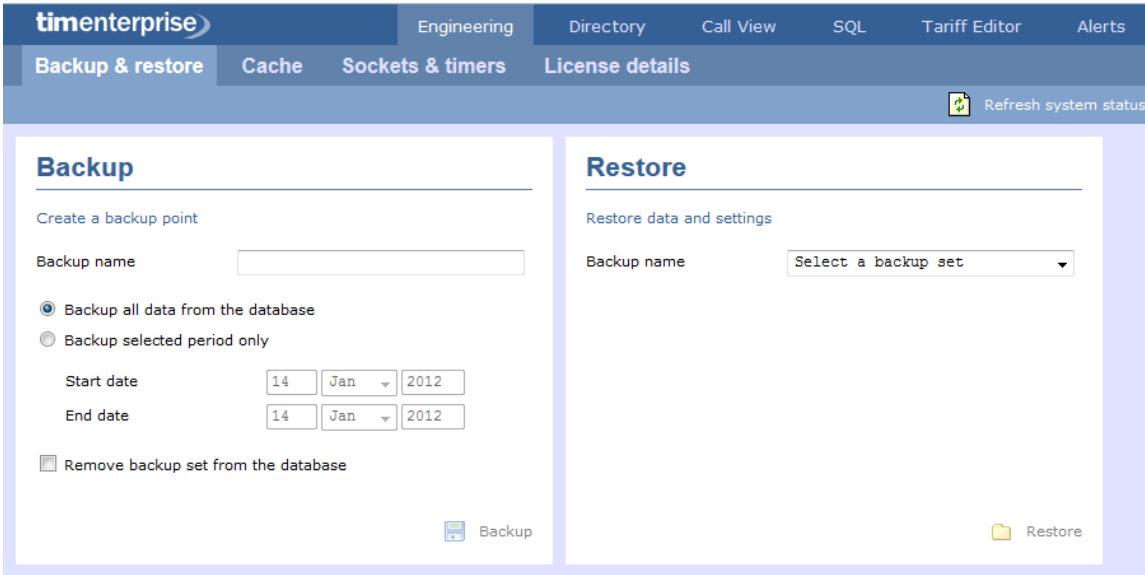 timenterprise
Engineering Directory Call View SQL Tariff Editor Alerts
Backup & restore Cache Sockets & timers License details
Refresh system status
Backup
Create a backup point
Backup name
Backup all data from the database
Backup selected period only
Start date 14 Jan 2012
End date 14 Jan 2012
Remove backup set from the database
Backup
Restore
Restore data and settings
Backup name Select a backup set
Restore